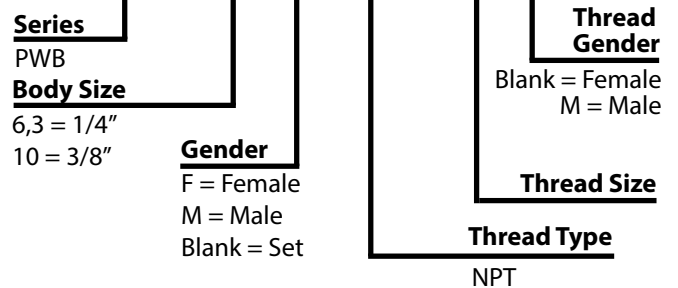 Series
PWB
Body Size
6,3 = 1/4”
10 = 3/8”
Gender
F = Female
M = Male
Blank = Set
Thread
Gender
Blank = Female
M = Male
Thread Size
Thread Type
NPT